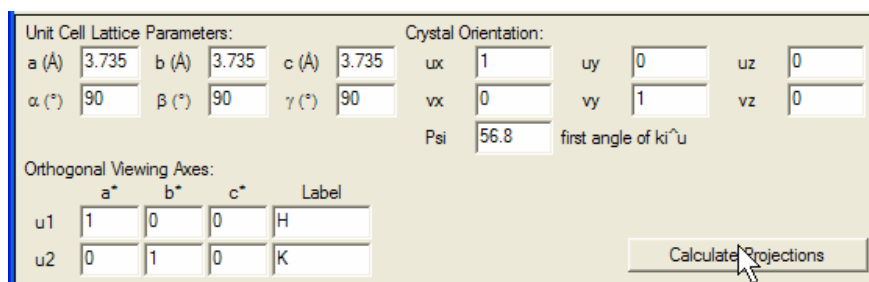 Unit Cell Lattice Parameters: Crystal Orientation:
a (Å) 3.735 b (Å) 3.735 c (Å) 3.735 ux 1 uy 0 uz 0
α (°) 90 β (°) 90 γ (°) 90 vx 0 vy 1 vz 0
Psi 56.8 first angle of ki^u
Orthogonal Viewing Axes:
a* b* c* Label
u1 1 0 0 H
u2 0 1 0 K Calculate Projections